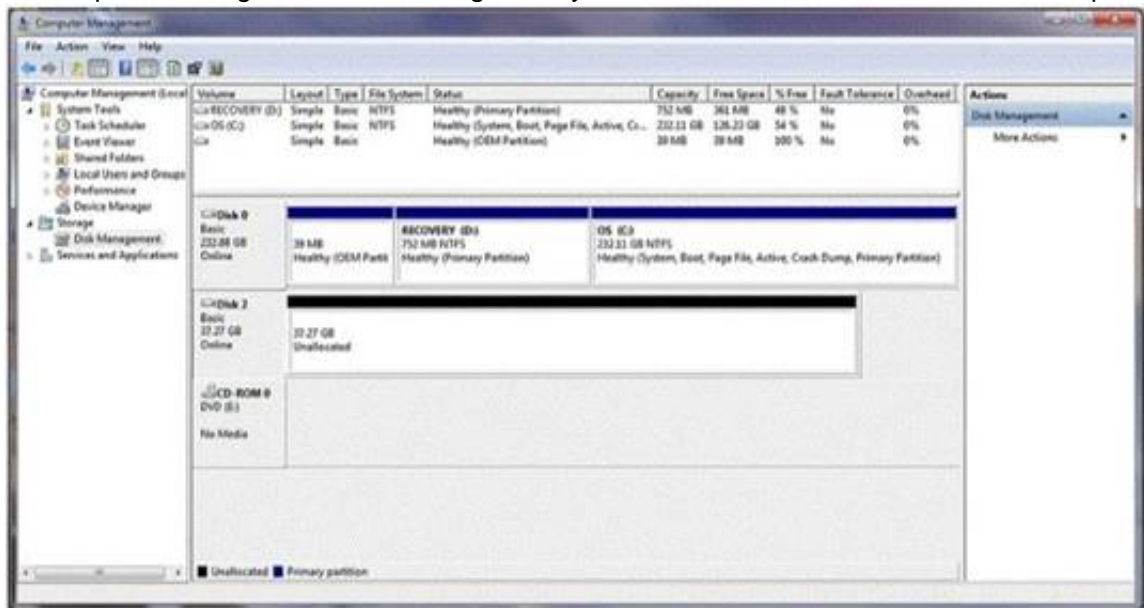 Computer Management
File Action View Help
Computer Management (Local
System Tools
Task Scheduler
Event Viewer
Shared Folders
Local Users and Groups
Performance
Device Manager
Storage
Disk Management
Services and Applications
Volume Layout Type File System Status Capacity Free Space % Free Fault Tolerance Overhead
RECOVERY (D:) Simple Basic NTFS Healthy (Primary Partition) 752 MB 361 MB 48 % No 0%
OS (C:) Simple Basic NTFS Healthy (System, Boot, Page File, Active, Cr... 232.11 GB 126.23 GB 54 % No 0%
Simple Basic Healthy (OEM Partition) 39 MB 39 MB 100 % No 0%
Disk 0
Basic
232.88 GB
Online
39 MB
Healthy (OEM Partit
RECOVERY (D:)
752 MB NTFS
Healthy (Primary Partition)
OS (C:)
232.11 GB NTFS
Healthy (System, Boot, Page File, Active, Crash Dump, Primary Partition)
Disk 2
Basic
37.27 GB
Online
37.27 GB
Unallocated
CD-ROM 0
DVD (E:)
No Media
Unallocated Primary partition
Actions
Disk Management
More Actions